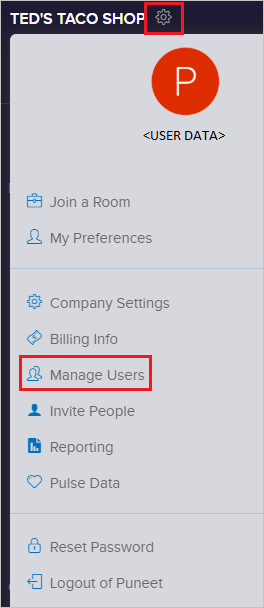 TED'S TACO SHOP
P
<USER DATA>
Join a Room
My Preferences
Company Settings
Billing Info
Manage Users
Invite People
Reporting
Pulse Data
Reset Password
Logout of Puneet